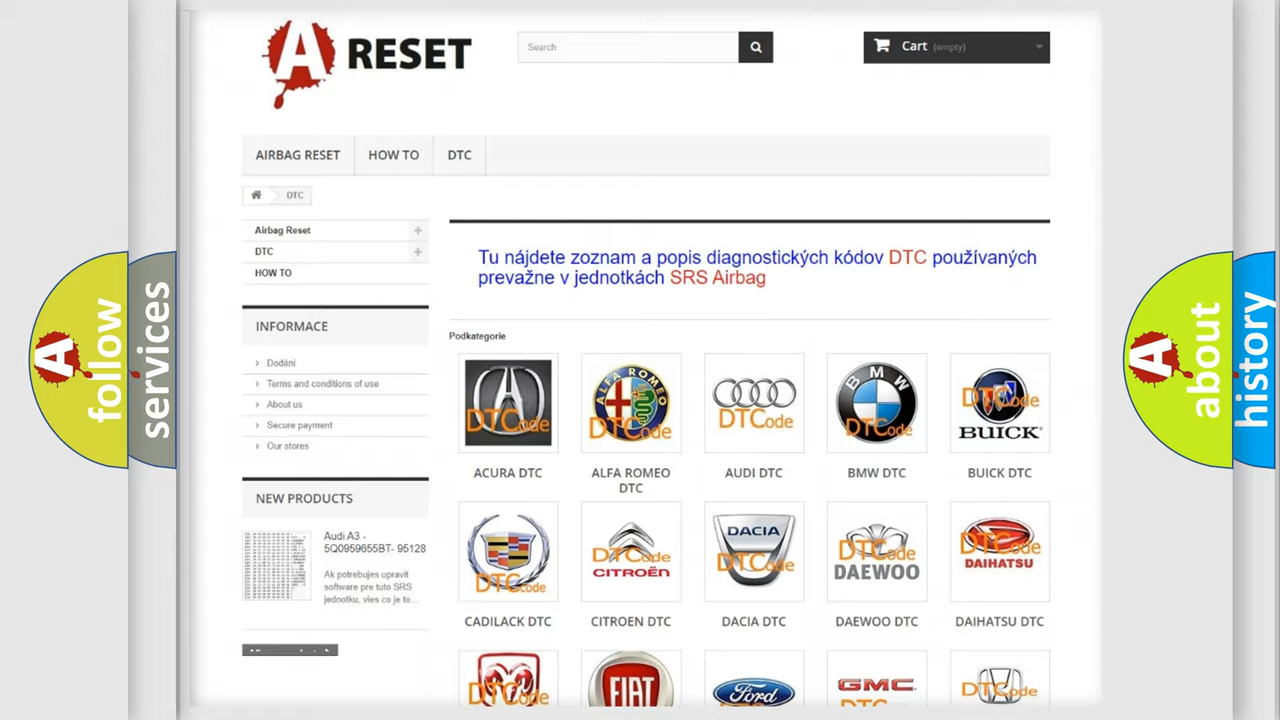 A RESET
Search
Cart (empty)
AIRBAG RESET
HOW TO
DTC
DTC
Airbag Reset
DTC
HOW TO
INFORMACE
Dodání
Terms and conditions of use
About us
Secure payment
Our stores
NEW PRODUCTS
Audi A3 -
5Q0959655BT- 95128
Ak potrebujes upravit
software pre tuto SRS
jednotku, vies co je to...
Tu nájdete zoznam a popis diagnostických kódov DTC používaných
prevažne v jednotkách SRS Airbag
Podkategorie
DTCode
ALFA ROMEO
DTCode
DTCode
BMW
DTCode
DTCode
BUICK
ACURA DTC
ALFA ROMEO
DTC
AUDI DTC
BMW DTC
BUICK DTC
DTCode
DTCode
CITROËN
DACIA
DTCode
DTCode
DAEWOO
DTCode
DAIHATSU
CADILACK DTC
CITROEN DTC
DACIA DTC
DAEWOO DTC
DAIHATSU DTC
DTCode
FIAT
Ford
GMC
DTCode
A follow
services
A about
history